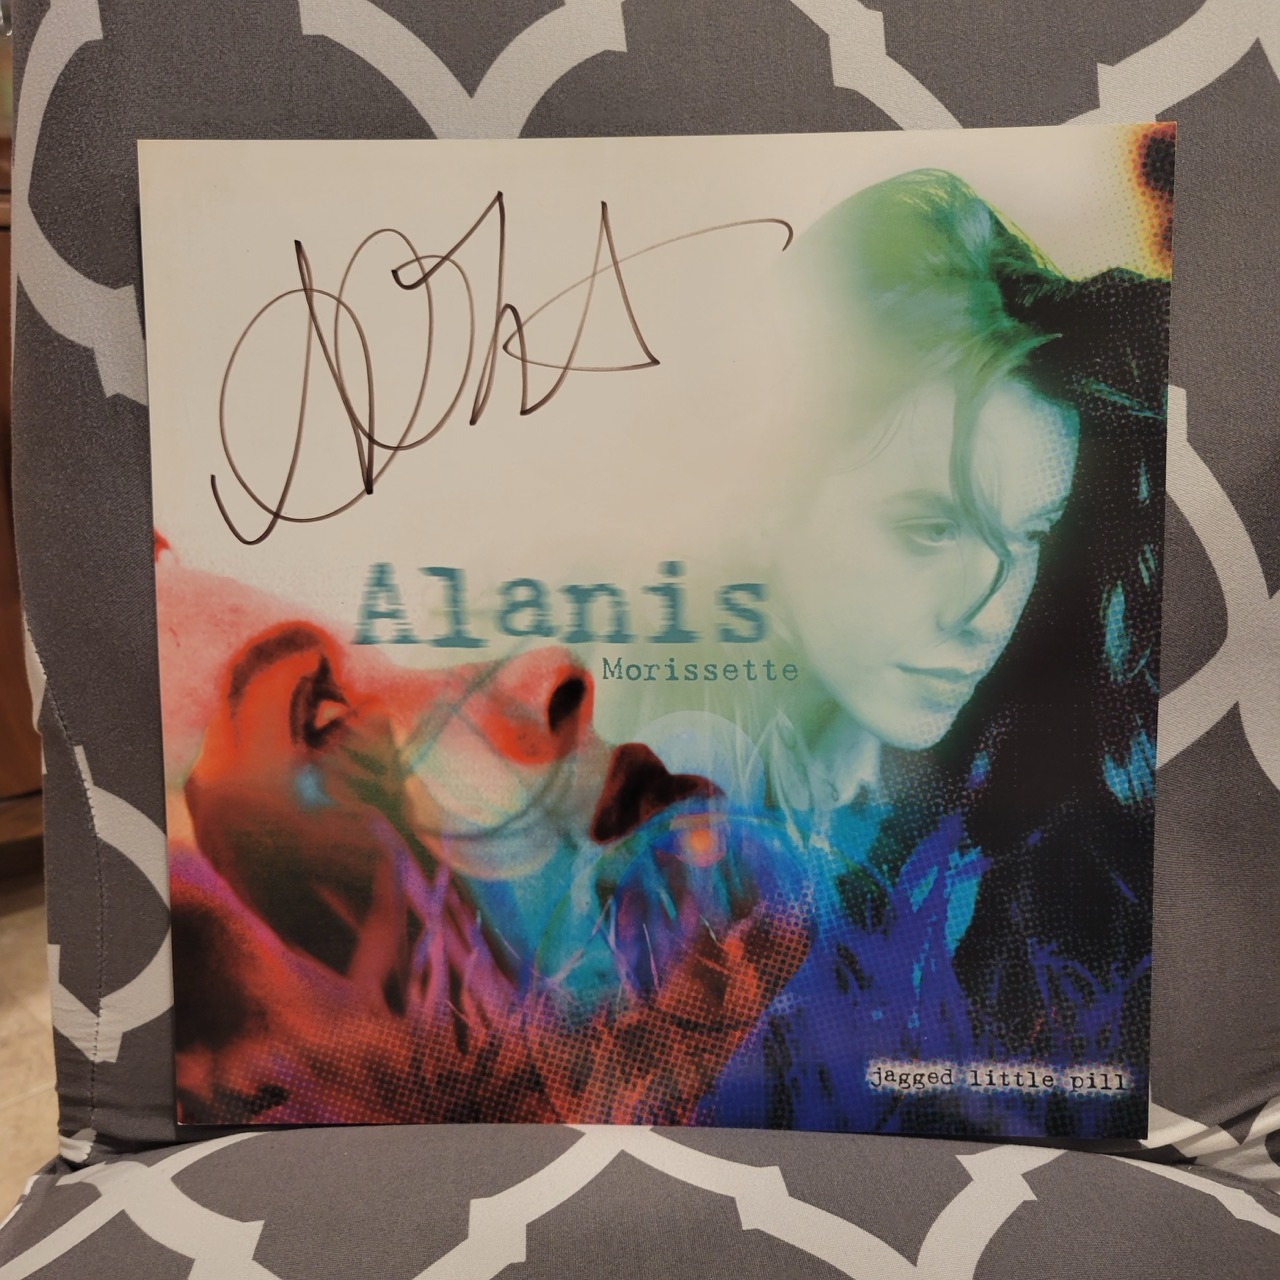 Alanis
Morissette
jagged little pill